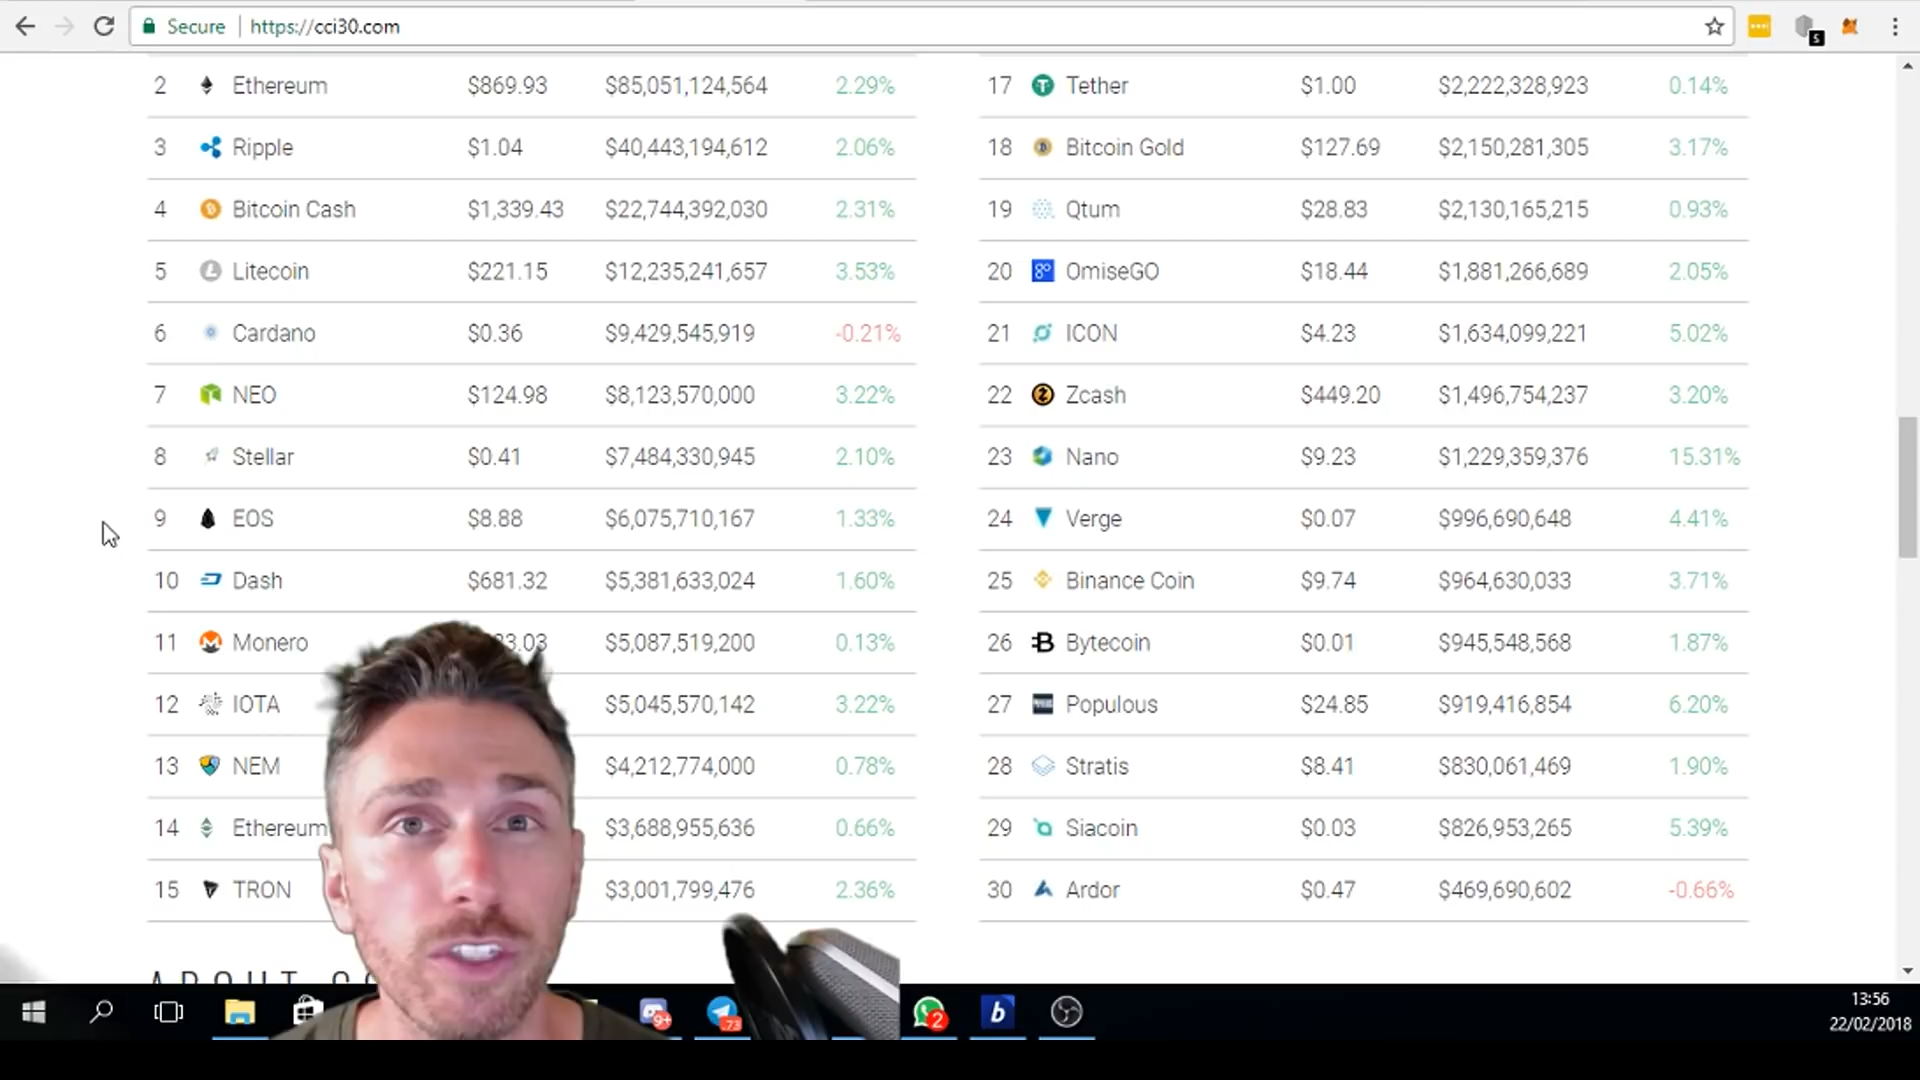 Secure https://cci30.com
2 Ethereum $869.93 $85,051,124,564 2.29% 17 Tether $1.00 $2,222,328,923 0.14%
3 Ripple $1.04 $40,443,194,612 2.06% 18 Bitcoin Gold $127.69 $2,150,281,305 3.17%
4 Bitcoin Cash $1,339.43 $22,744,392,030 2.31% 19 Qtum $28.83 $2,130,165,215 0.93%
5 Litecoin $221.15 $12,235,241,657 3.53% 20 OmiseGO $18.44 $1,881,266,689 2.05%
6 Cardano $0.36 $9,429,545,919 -0.21% 21 ICON $4.23 $1,634,099,221 5.02%
7 NEO $124.98 $8,123,570,000 3.22% 22 Zcash $449.20 $1,496,754,237 3.20%
8 Stellar $0.41 $7,484,330,945 2.10% 23 Nano $9.23 $1,229,359,376 15.31%
9 EOS $8.88 $6,075,710,167 1.33% 24 Verge $0.07 $996,690,648 4.41%
10 Dash $681.32 $5,381,633,024 1.60% 25 Binance Coin $9.74 $964,630,033 3.71%
11 Monero 3.03 $5,087,519,200 0.13% 26 Bytecoin $0.01 $945,548,568 1.87%
12 IOTA $5,045,570,142 3.22% 27 Populous $24.85 $919,416,854 6.20%
13 NEM $4,212,774,000 0.78% 28 Stratis $8.41 $830,061,469 1.90%
14 Ethereum $3,688,955,636 0.66% 29 Siacoin $0.03 $826,953,265 5.39%
15 TRON $3,001,799,476 2.36% 30 Ardor $0.47 $469,690,602 -0.66%
ABOUT
9+ 73 2 b 13:56
22/02/2018